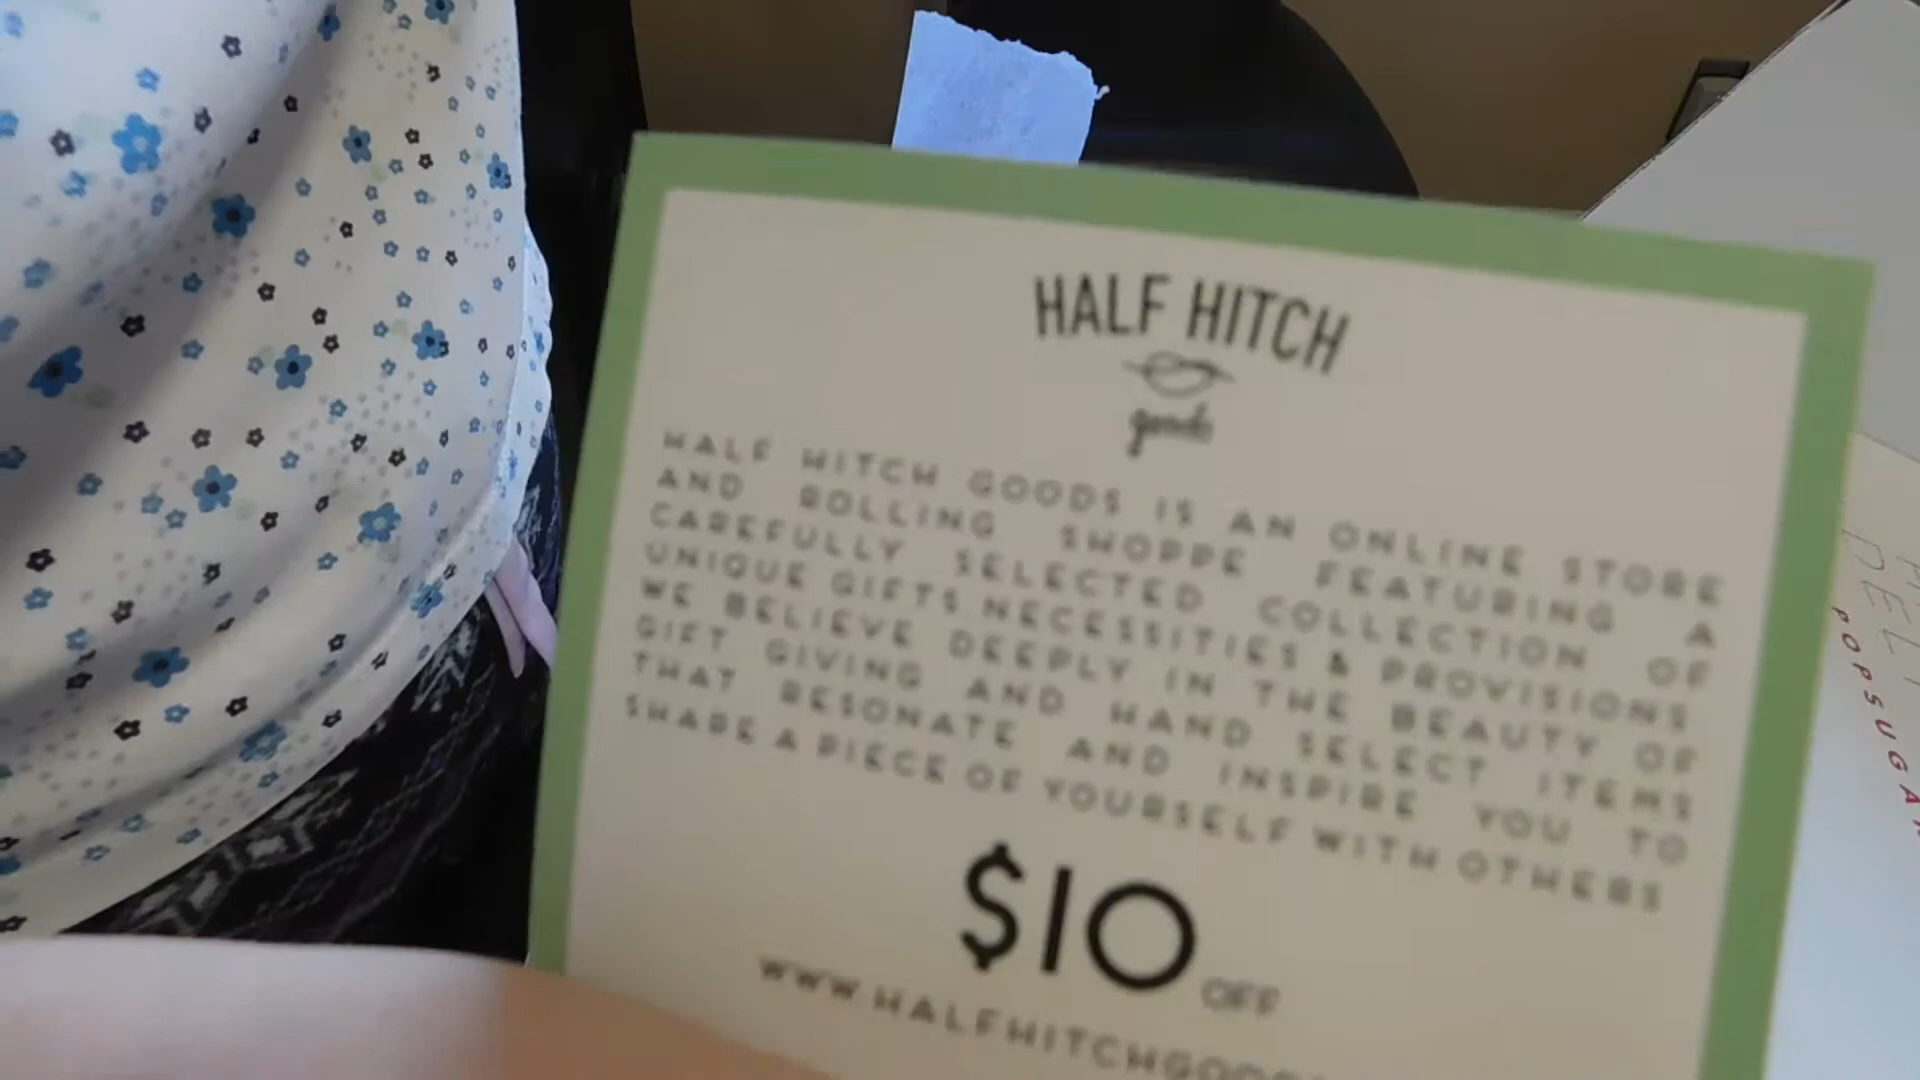 HALF HITCH
goods
HALF HITCH GOODS IS AN ONLINE STORE
AND ROLLING SHOPPE FEATURING A
CAREFULLY SELECTED COLLECTION OF
UNIQUE GIFTS, NECESSITIES & PROVISIONS
WE BELIEVE DEEPLY IN THE BEAUTY OF
GIFT GIVING AND HAND SELECT ITEMS
THAT RESONATE AND INSPIRE YOU TO
SHARE A PIECE OF YOURSELF WITH OTHERS
$10 OFF
WWW.HALFHITCHGOODS
POPSUGAR